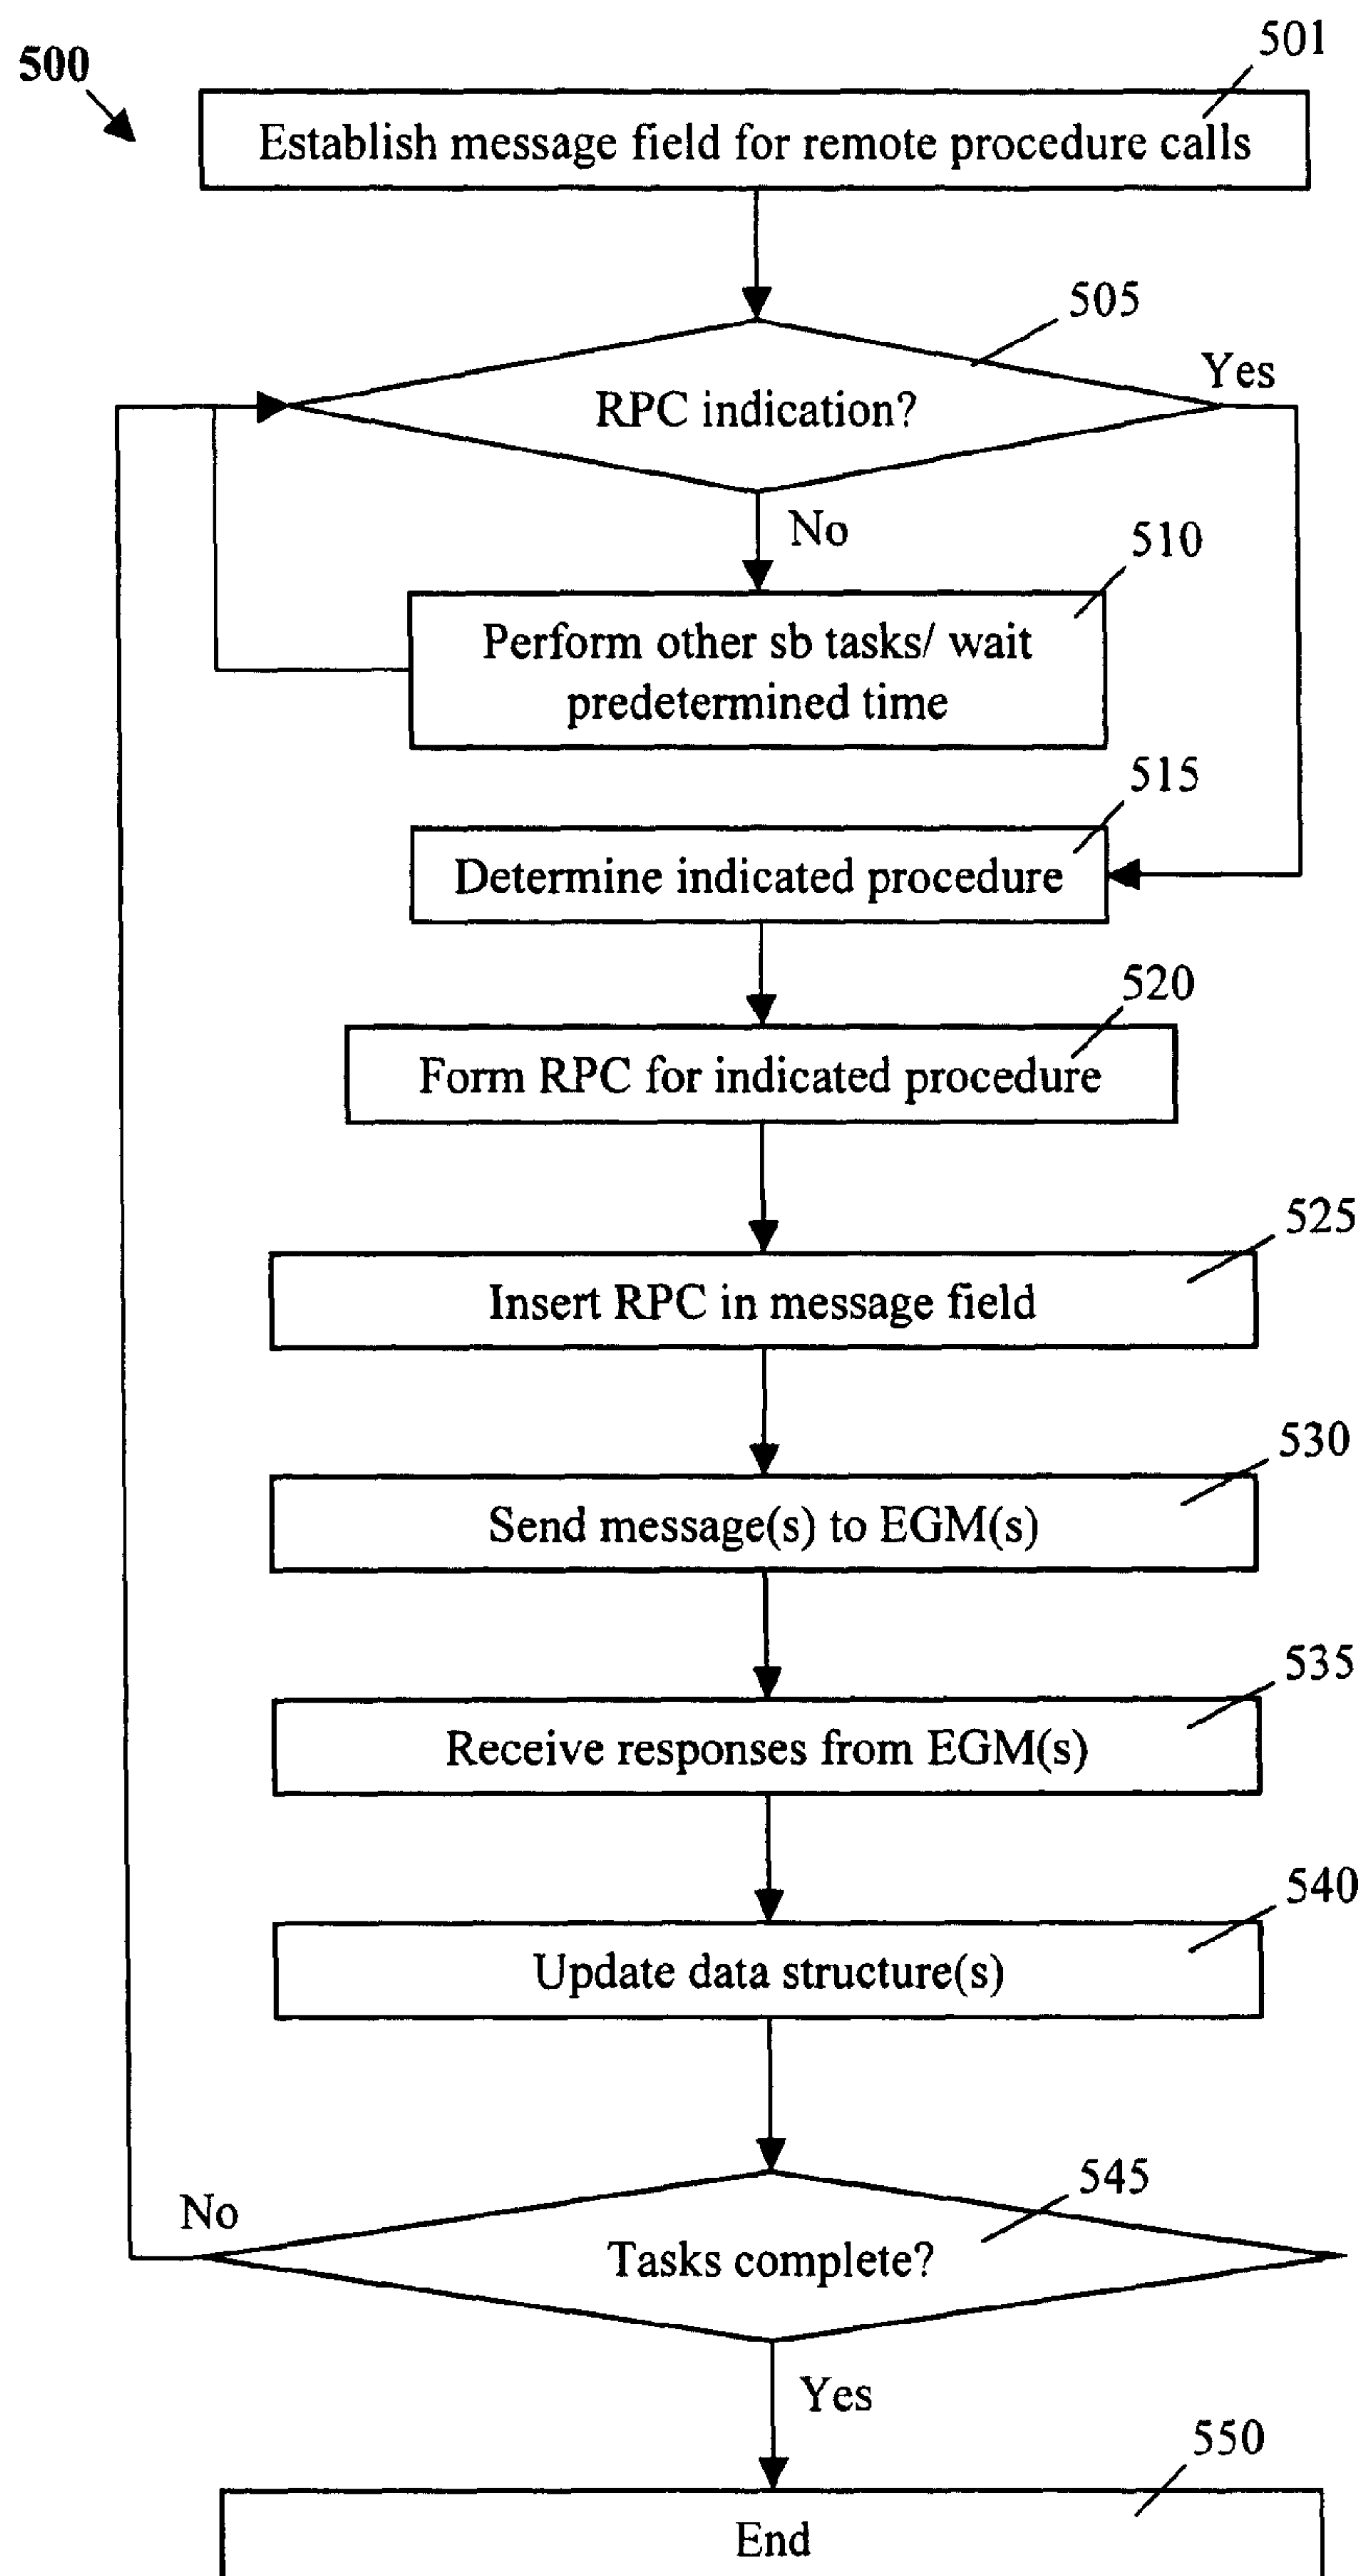 500
501
Establish message field for remote procedure calls
505
Yes
RPC indication?
No
510
Perform other sb tasks/ wait
predetermined time
515
Determine indicated procedure
520
Form RPC for indicated procedure
525
Insert RPC in message field
530
Send message(s) to EGM(s)
535
Receive responses from EGM(s)
540
Update data structure(s)
545
No
Tasks complete?
Yes
550
End